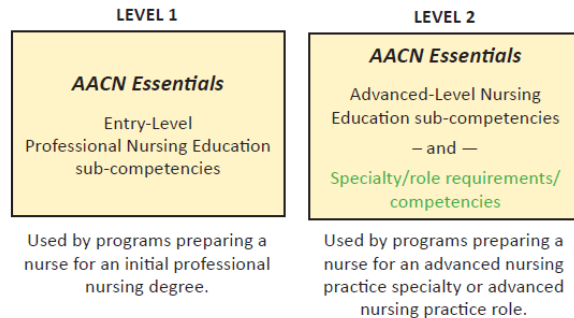 LEVEL 1
AACN Essentials
Entry-Level
Professional Nursing Education
sub-competencies
Used by programs preparing a
nurse for an initial professional
nursing degree.
LEVEL 2
AACN Essentials
Advanced-Level Nursing
Education sub-competencies
– and —
Specialty/role requirements/
competencies
Used by programs preparing a
nurse for an advanced nursing
practice specialty or advanced
nursing practice role.